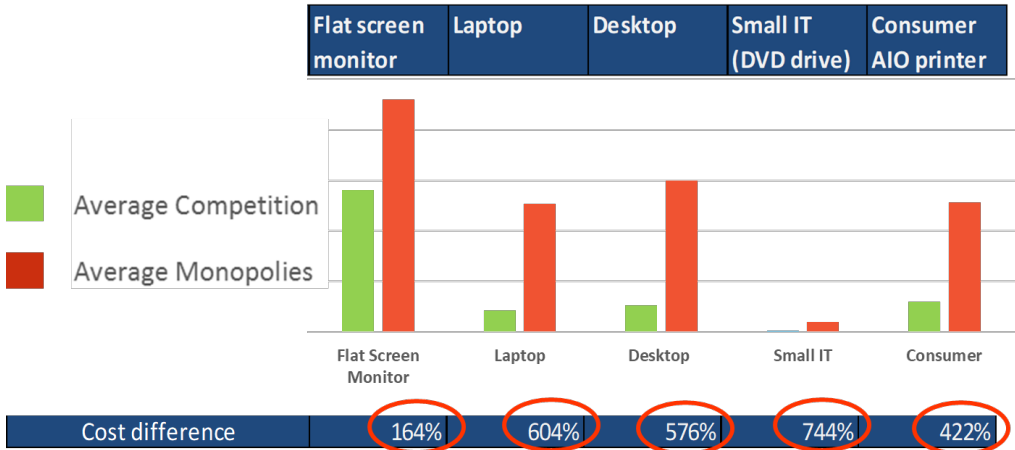 Flat screen monitor
Laptop
Desktop
Small IT (DVD drive)
Consumer AIO printer
Average Competition
Average Monopolies
Flat Screen Monitor
Laptop
Desktop
Small IT
Consumer
Cost difference 164% 604% 576% 744% 422%